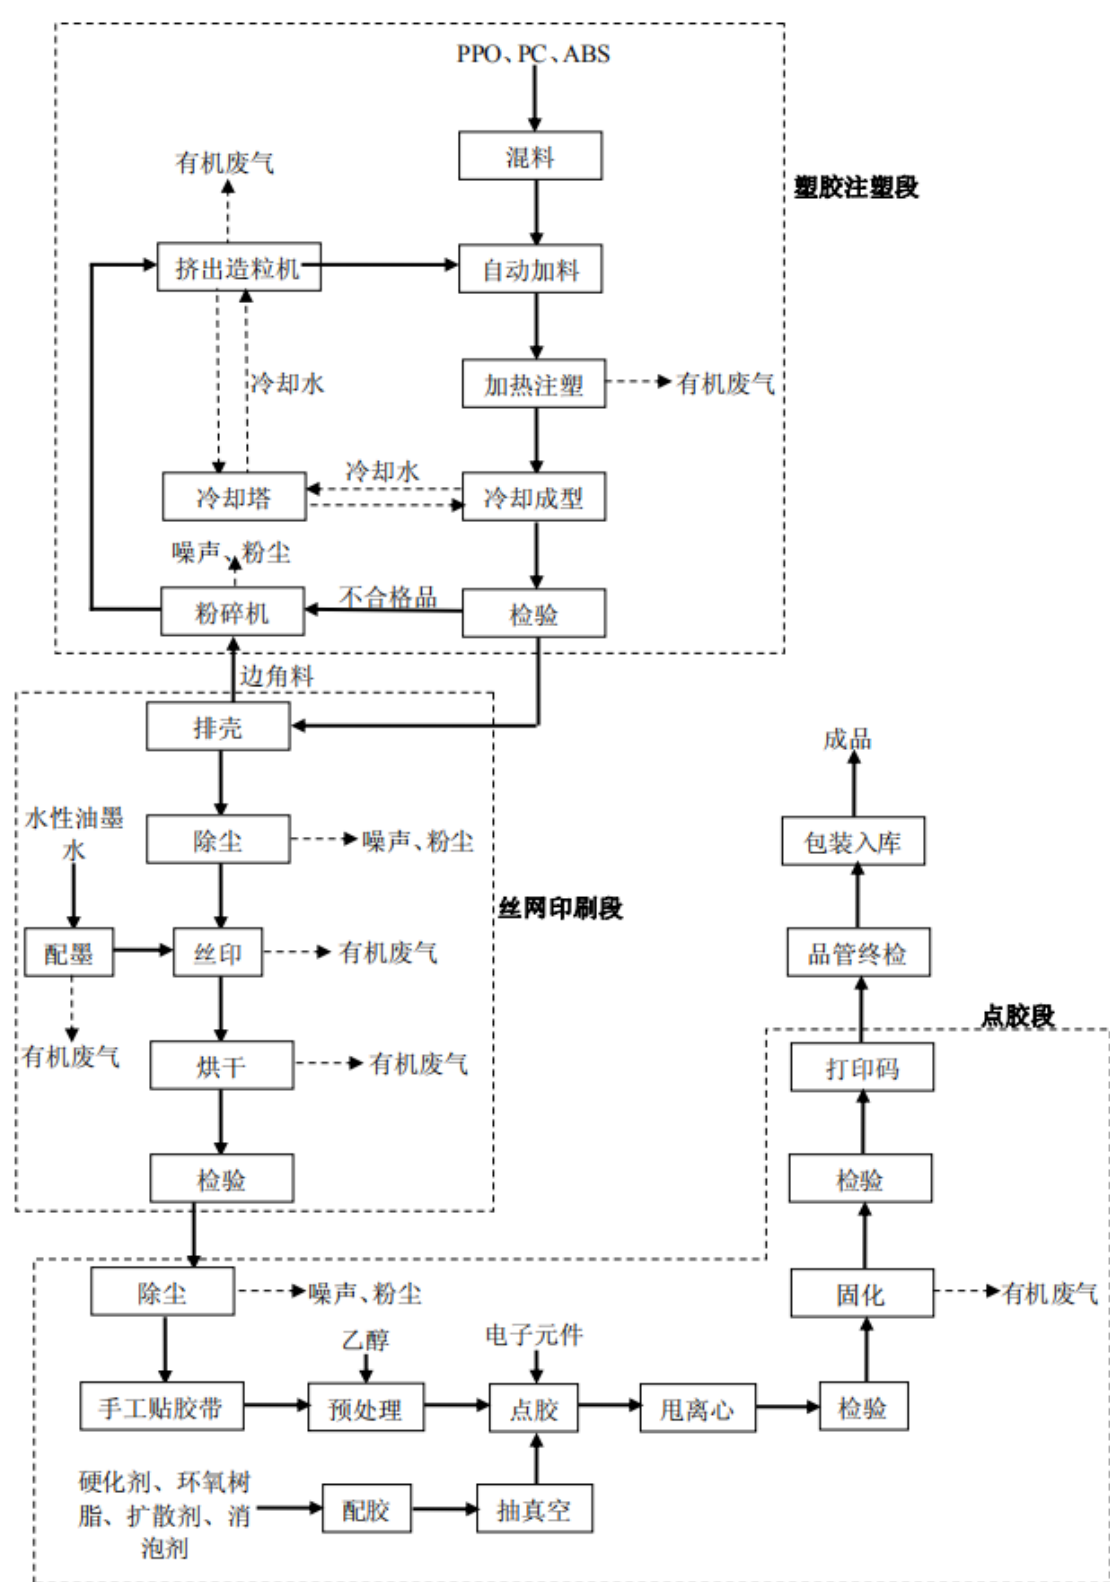 PPO、PC、ABS
混料
塑胶注塑段
有机废气
挤出造粒机
自动加料
加热注塑
有机废气
冷却水
冷却水
冷却塔
冷却成型
噪声、粉尘
不合格品
粉碎机
检验
边角料
排壳
成品
水性油墨
水
除尘
噪声、粉尘
包装入库
丝网印刷段
配墨
丝印
有机废气
品管终检
点胶段
有机废气
烘干
有机废气
打印码
检验
检验
除尘
噪声、粉尘
固化
有机废气
乙醇
电子元件
手工贴胶带
预处理
点胶
甩离心
检验
硬化剂、环氧树
脂、扩散剂、消
泡剂
配胶
抽真空